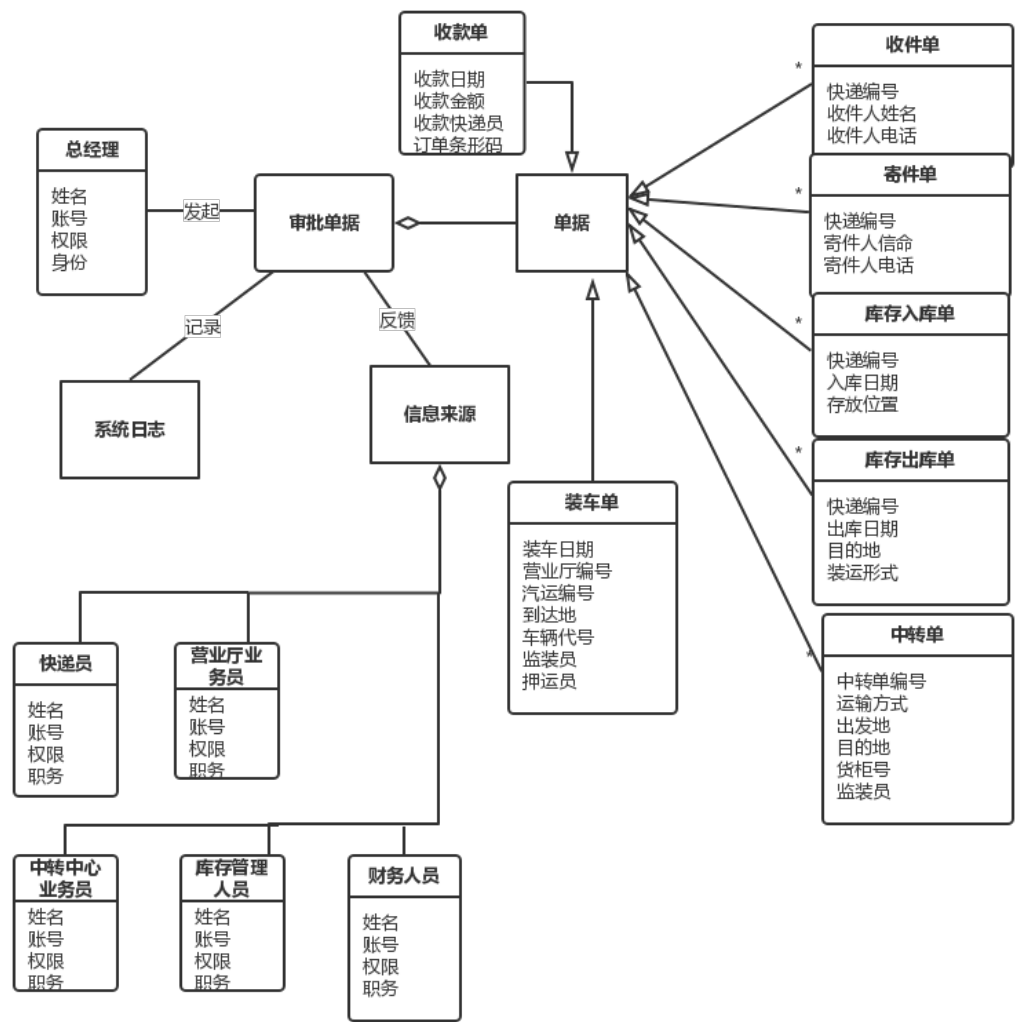 收款单
收款日期
收款金额
收款快递员
订单条形码
收件单
快递编号
收件人姓名
收件人电话
总经理
姓名
账号
权限
身份
发起
审批单据
单据
*
寄件单
快递编号
寄件人信命
寄件人电话
*
库存入库单
快递编号
入库日期
存放位置
*
记录
反馈
系统日志
信息来源
库存出库单
快递编号
出库日期
目的地
装运形式
*
装车单
装车日期
营业厅编号
汽运编号
到达地
车辆代号
监装员
押运员
中转单
中转单编号
运输方式
出发地
目的地
货柜号
监装员
*
快递员
姓名
账号
权限
职务
营业厅业
务员
姓名
账号
权限
职务
中转中心
业务员
姓名
账号
权限
职务
库存管理
人员
姓名
账号
权限
职务
财务人员
姓名
账号
权限
职务
*